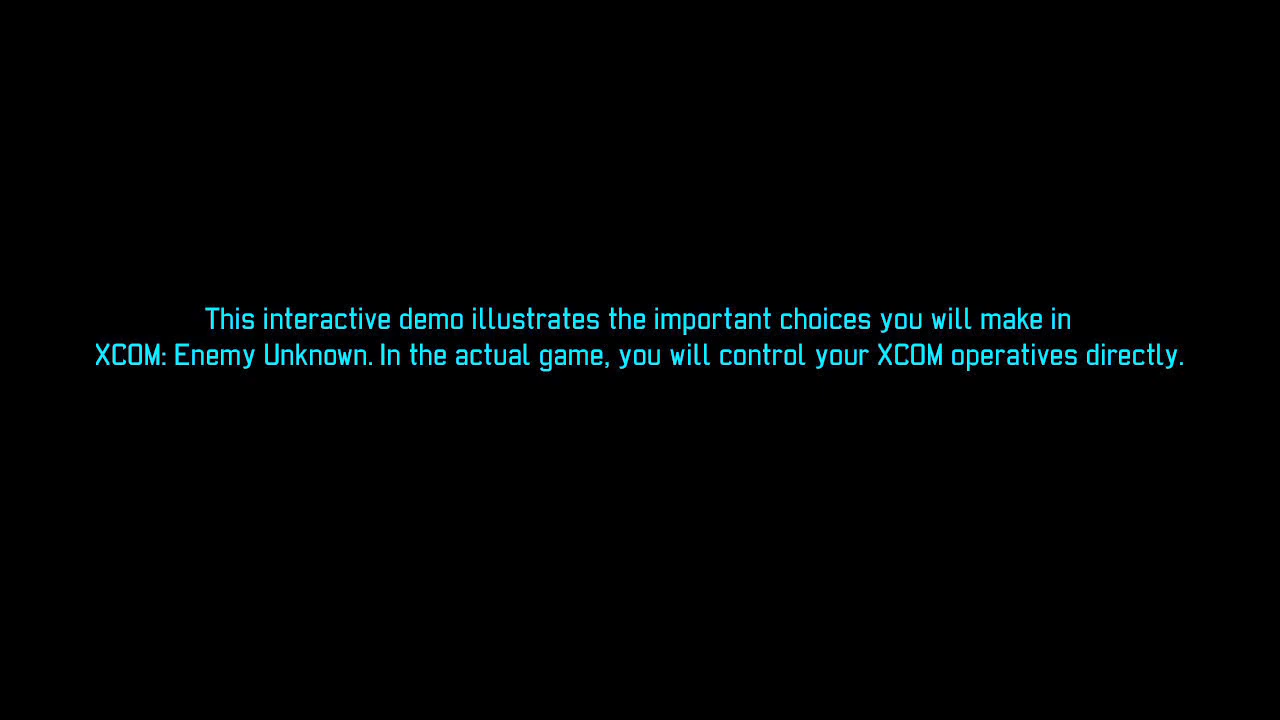 This interactive demo illustrates the important choices you will make in
XCOM: Enemy Unknown. In the actual game, you will control your XCOM operatives directly.